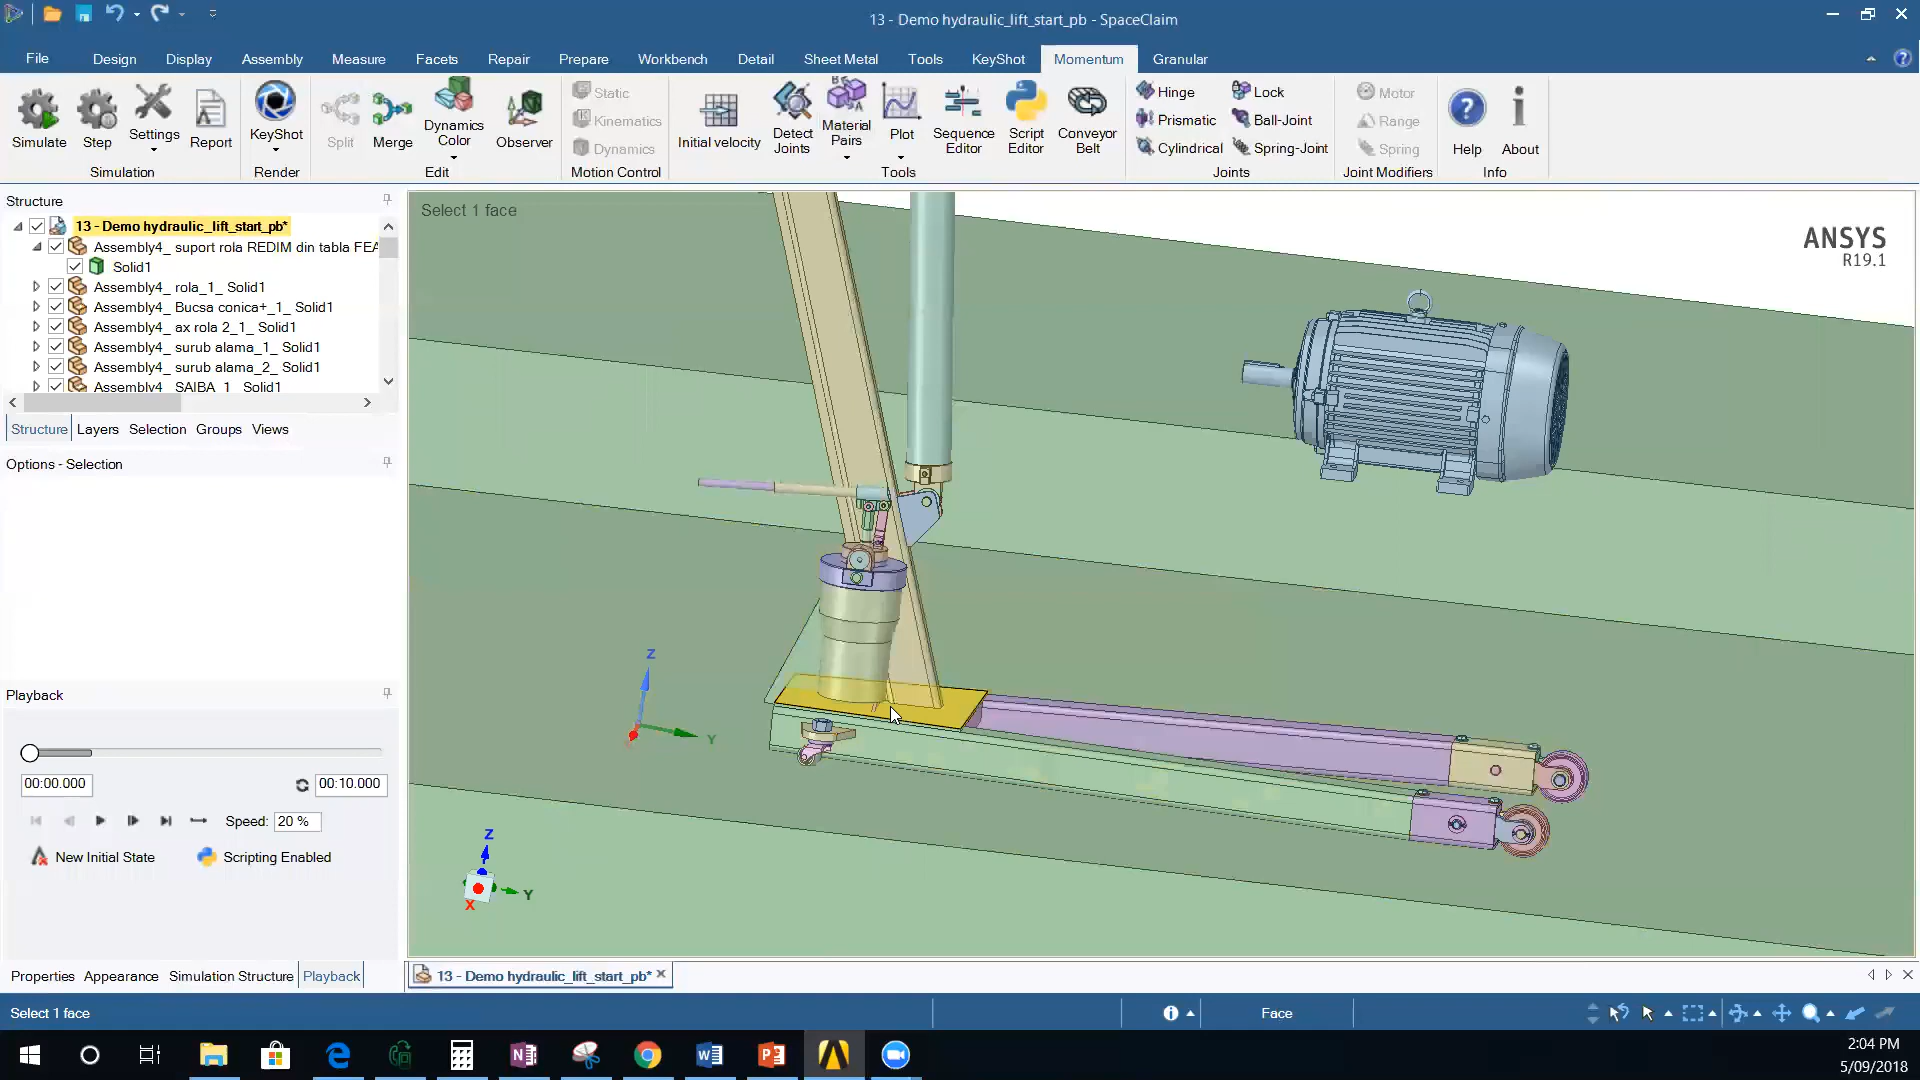 13 - Demo hydraulic_lift_start_pb - SpaceClaim
File Design Display Assembly Measure Facets Repair Prepare Workbench Detail Sheet Metal Tools KeyShot Momentum Granular
Simulate Step Settings Report
Simulation
KeyShot
Render
Split Merge Dynamics Color Observer
Edit
Static
Kinematics
Dynamics
Motion Control
Initial velocity Detect Joints Material Pairs Plot Sequence Editor Script Editor Conveyor Belt
Tools
Hinge Lock
Prismatic Ball-Joint
Cylindrical Spring-Joint
Joints
Motor
Range
Spring
Joint Modifiers
Help About
Info
Structure
13 - Demo hydraulic_lift_start_pb*
Assembly4_ suport rola REDIM din tabla FEA
Solid1
Assembly4_ rola_1_ Solid1
Assembly4_ Bucsa conica+_1_ Solid1
Assembly4_ ax rola 2_1_ Solid1
Assembly4_ surub alama_1_ Solid1
Assembly4_ surub alama_2_ Solid1
Assembly4_ SAIBA_1_ Solid1
Structure Layers Selection Groups Views
Options - Selection
Playback
00:00.000 00:10.000
Speed: 20 %
New Initial State Scripting Enabled
Properties Appearance Simulation Structure Playback
Select 1 face
ANSYS
R19.1
Z
Y
Z
Y
X
13 - Demo hydraulic_lift_start_pb*
Select 1 face
Face
2:04 PM
5/09/2018